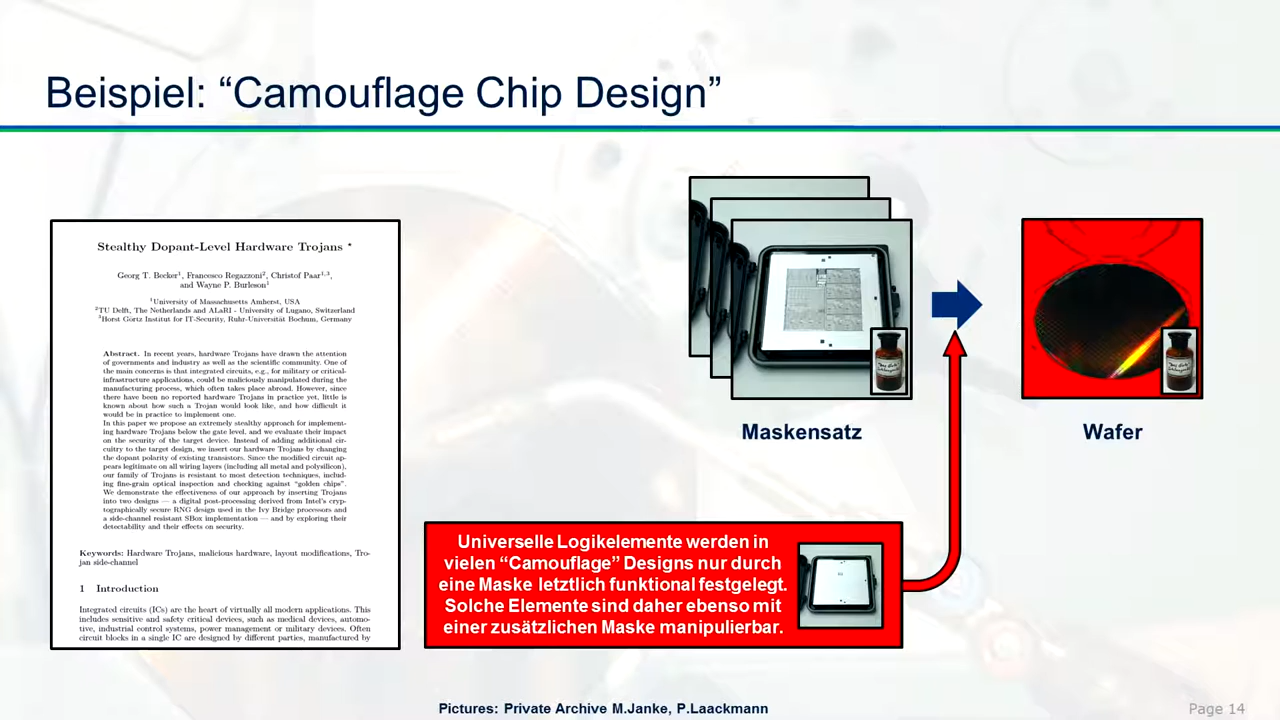 Beispiel: “Camouflage Chip Design”
Stealthy Dopant-Level Hardware Trojans *
Georg T. Becker1, Francesco Regazzoni2, Christof Paar1,3,
and Wayne P. Burleson1
1University of Massachusetts Amherst, USA
2TU Delft, The Netherlands and ALaRI - University of Lugano, Switzerland
3Horst Görtz Institut for IT-Security, Ruhr-Universität Bochum, Germany
Abstract. In recent years, hardware Trojans have drawn the attention
of governments and industry as well as the scientific community. One of
the main concerns is that integrated circuits, e.g., for military or critical-
infrastructure applications, could be maliciously manipulated during the
manufacturing process, which often takes place abroad. However, since
there have been no reported hardware Trojans in practice yet, little is
known about how such a Trojan would look like, and how difficult it
would be in practice to implement one.
In this paper we propose an extremely stealthy approach for implement-
ing hardware Trojans below the gate level, and we evaluate their impact
on the security of the target device. Instead of adding additional cir-
cuitry to the target design, we insert our hardware Trojans by changing
the dopant polarity of existing transistors. Since the modified circuit ap-
pears legitimate on all wiring layers (including all metal and polysilicon),
our family of Trojans is resistant to most detection techniques, includ-
ing fine-grain optical inspection and checking against “golden chips”.
We demonstrate the effectiveness of our approach by inserting Trojans
into two designs — a digital post-processing derived from Intel's cryp-
tographically secure RNG design used in the Ivy Bridge processors and
a side-channel resistant SBox implementation — and by exploring their
detectability and their effects on security.
Keywords: Hardware Trojans, malicious hardware, layout modifications, Tro-
jan side-channel
1 Introduction
Integrated circuits (ICs) are the heart of virtually all modern applications. This
includes sensitive and safety critical devices, such as medical devices, automo-
tive, industrial control systems, power management or military devices. Often
circuit blocks in a single IC are designed by different parties, manufactured by
Maskensatz
Wafer
Universelle Logikelemente werden in
vielen “Camouflage” Designs nur durch
eine Maske letztlich funktional festgelegt.
Solche Elemente sind daher ebenso mit
einer zusätzlichen Maske manipulierbar.
Pictures: Private Archive M.Janke, P.Laackmann
Page 14